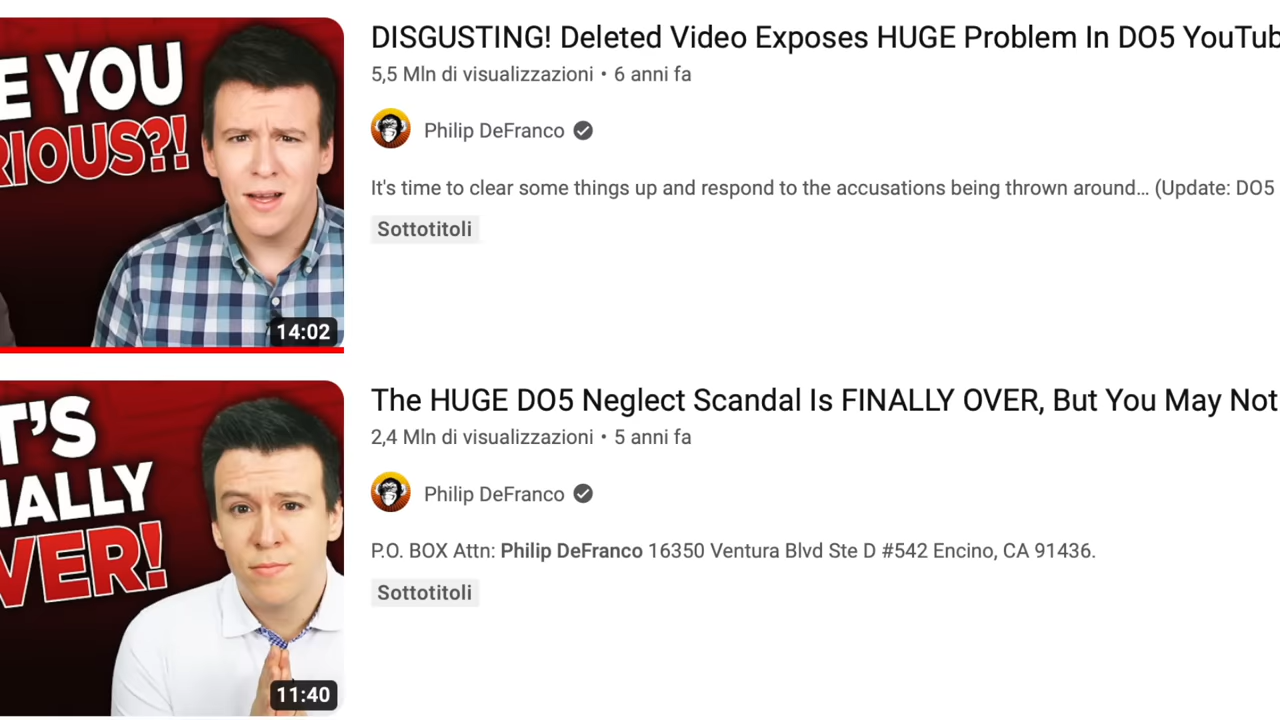 E YOU
RIOUS?!
14:02
DISGUSTING! Deleted Video Exposes HUGE Problem In DO5 YouTub
5,5 Mln di visualizzazioni • 6 anni fa
Philip DeFranco
It's time to clear some things up and respond to the accusations being thrown around... (Update: DO5
Sottotitoli
T'S
NALLY
VER!
11:40
The HUGE DO5 Neglect Scandal Is FINALLY OVER, But You May Not
2,4 Mln di visualizzazioni • 5 anni fa
Philip DeFranco
P.O. BOX Attn: Philip DeFranco 16350 Ventura Blvd Ste D #542 Encino, CA 91436.
Sottotitoli